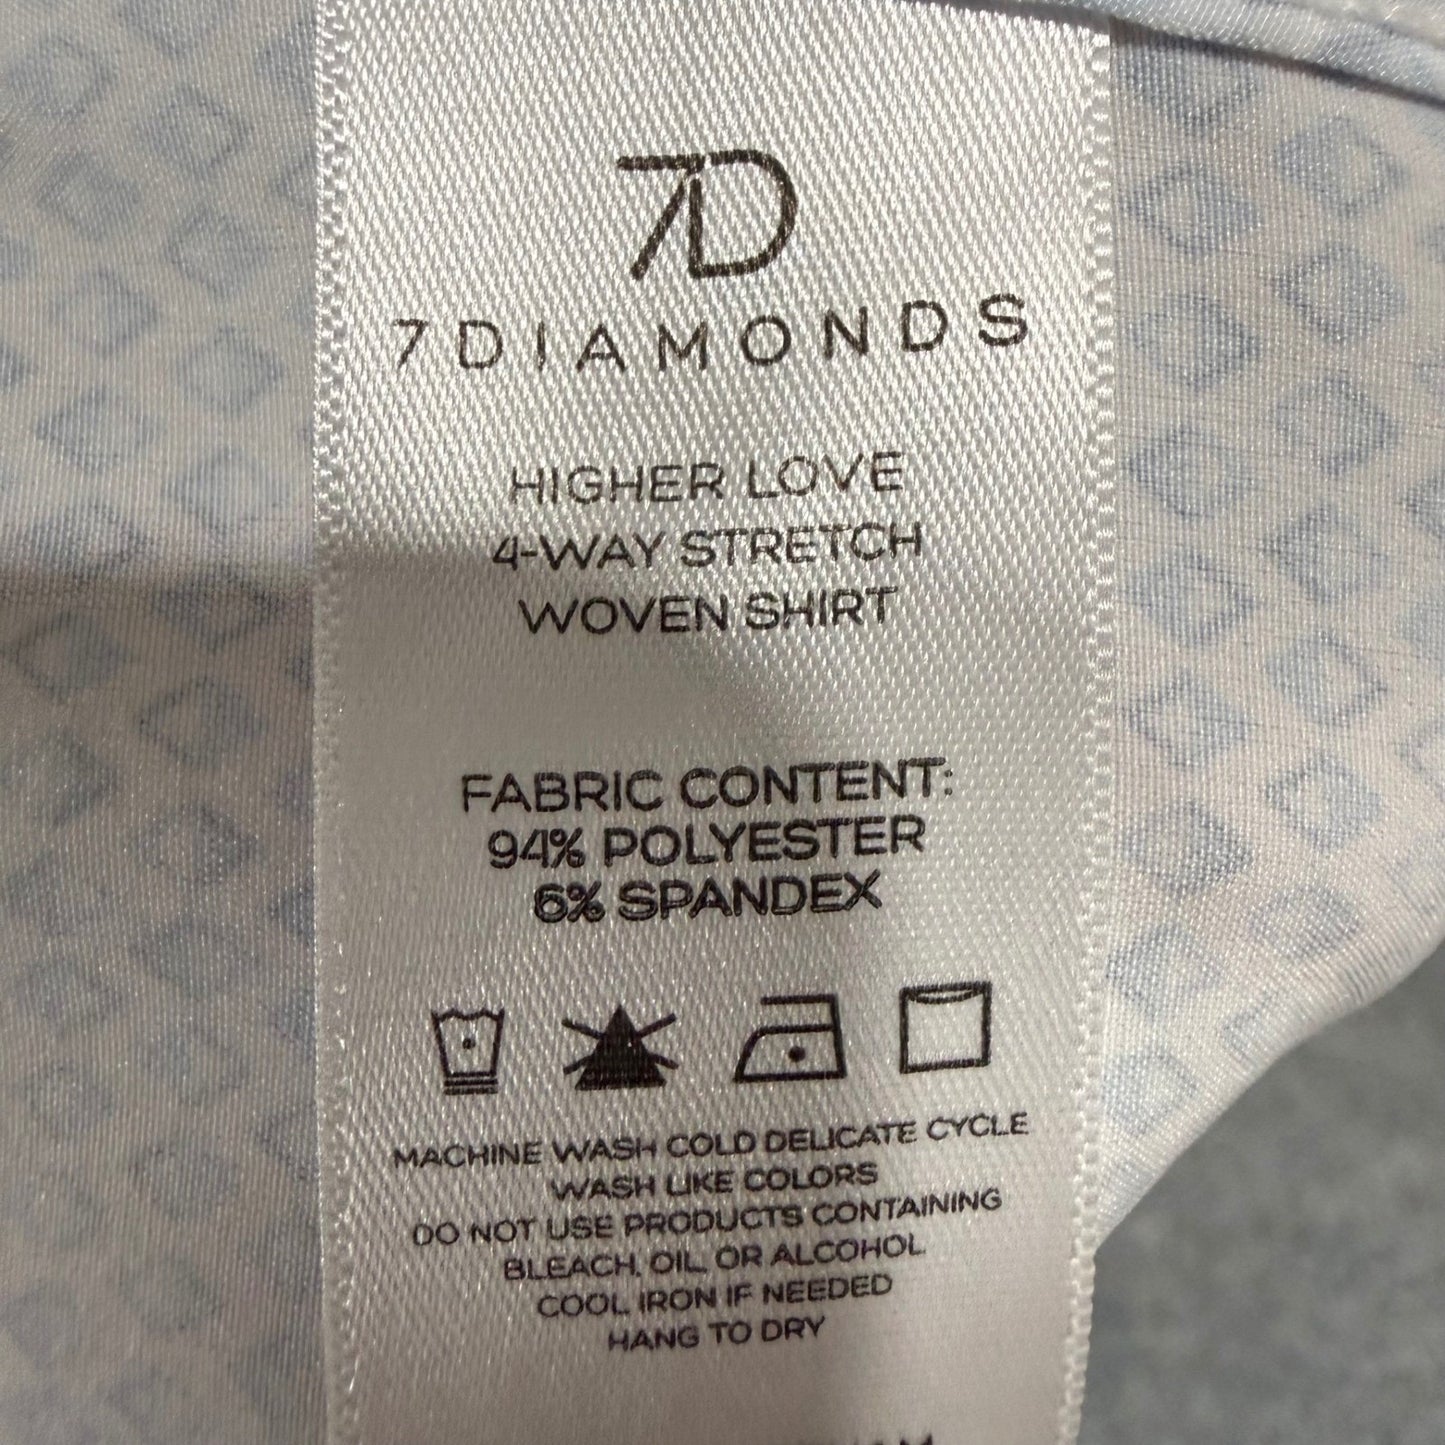 7D
7DIAMONDS
HIGHER LOVE
4-WAY STRETCH
WOVEN SHIRT
FABRIC CONTENT:
94% POLYESTER
6% SPANDEX
MACHINE WASH COLD DELICATE CYCLE
WASH LIKE COLORS
DO NOT USE PRODUCTS CONTAINING
BLEACH, OIL OR ALCOHOL
COOL IRON IF NEEDED
HANG TO DRY